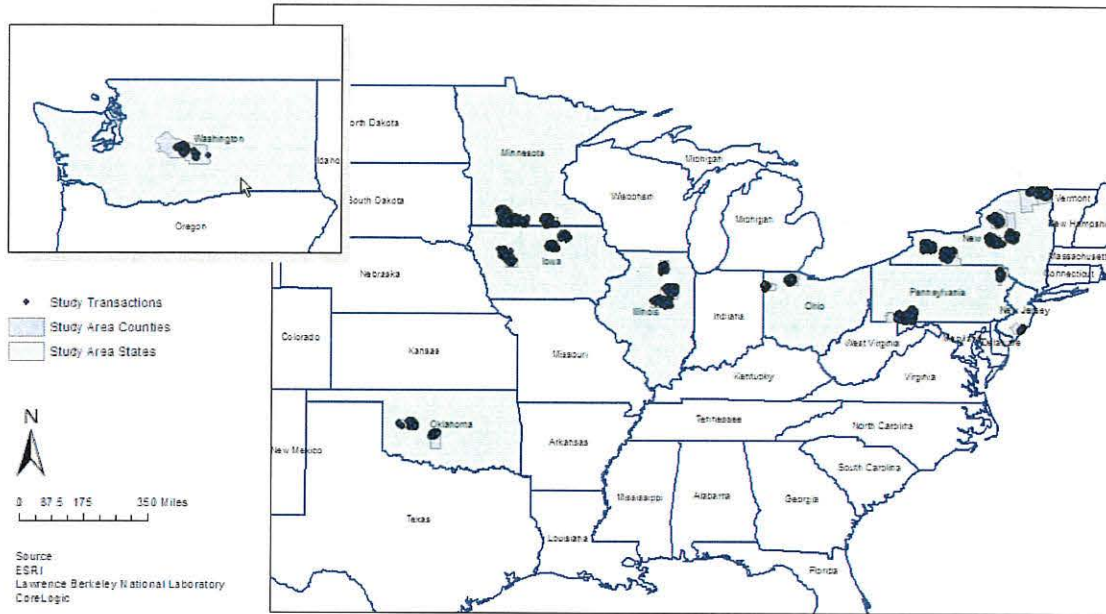 Washington
Idaho
Oregon
North Dakota
Minnesota
South Dakota
Wisconsin
Michigan
Michigan
Vermont
New Hampshi
New
Massachusett
Connecticut
Nebraska
Iowa
Illinois
Indiana
Ohio
Pennsylvania
New Jersey
Delaware
Colorado
Kansas
Missouri
West Virginia
Virginia
Kentucky
Oklahoma
Arkansas
Tennessee
North Carolina
South Carolina
New Mexico
Texas
Louisiana
Mississippi
Alabama
Georgia
Florida
Study Transactions
Study Area Counties
Study Area States
N
0 87.5 175 350 Miles
Source
ESRI
Lawrence Berkeley National Laboratory
CoreLogic